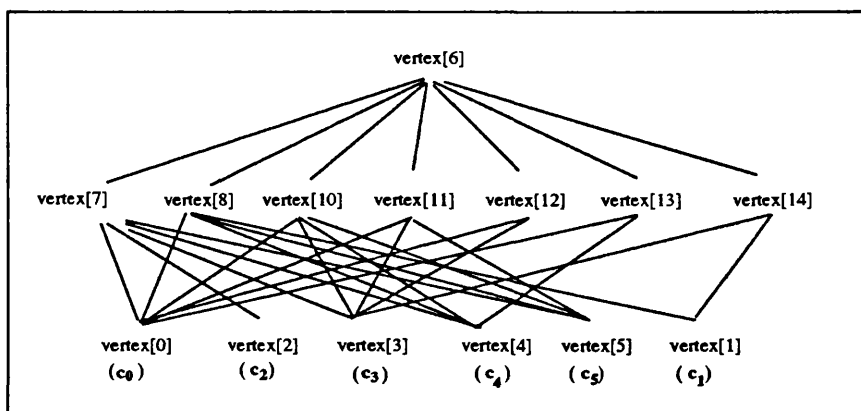 vertex[6]
vertex[7] vertex[8] vertex[10] vertex[11] vertex[12] vertex[13] vertex[14]
vertex[0] vertex[2] vertex[3] vertex[4] vertex[5] vertex[1]
(c0) (c2) (c3) (c4) (c5) (c1)